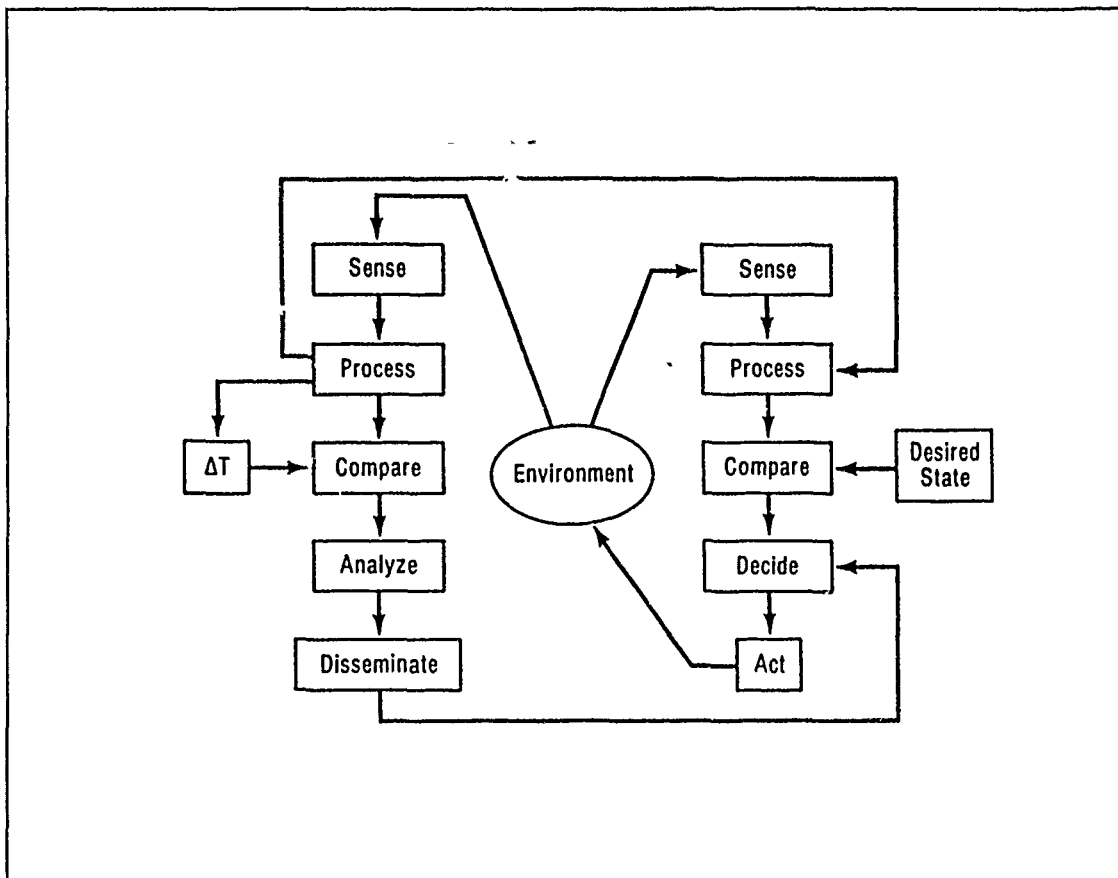 Sense
Process
ΔT
Compare
Analyze
Disseminate
Environment
Sense
Process
Compare
Desired
State
Decide
Act